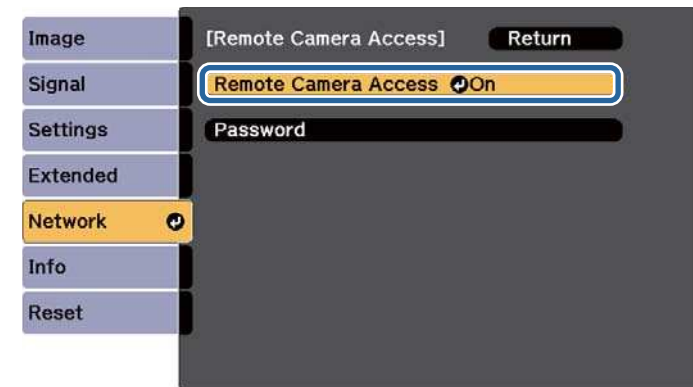 Image
Signal
Settings
Extended
Network
Info
Reset
[Remote Camera Access] Return
Remote Camera Access On
Password